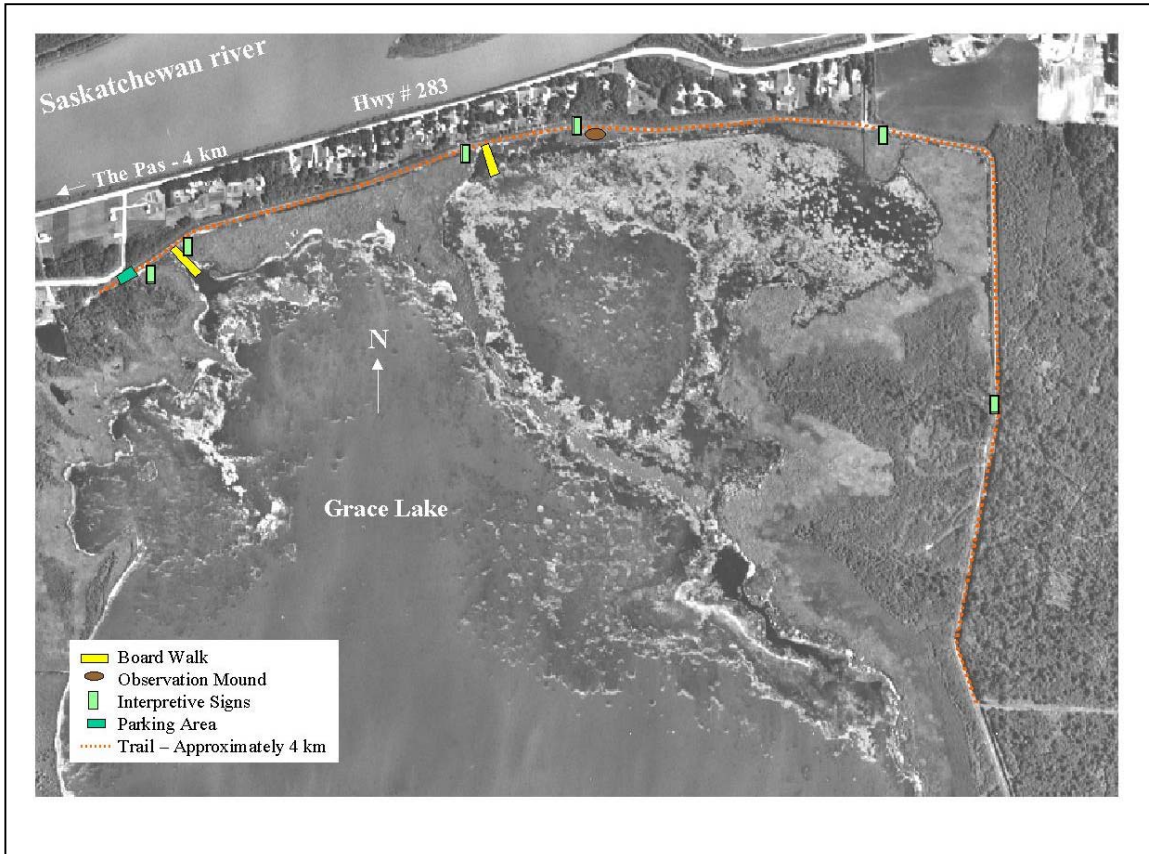 Saskatchewan river
Hwy # 283
← The Pas - 4 km
N
Grace Lake
Board Walk
Observation Mound
Interpretive Signs
Parking Area
Trail – Approximately 4 km